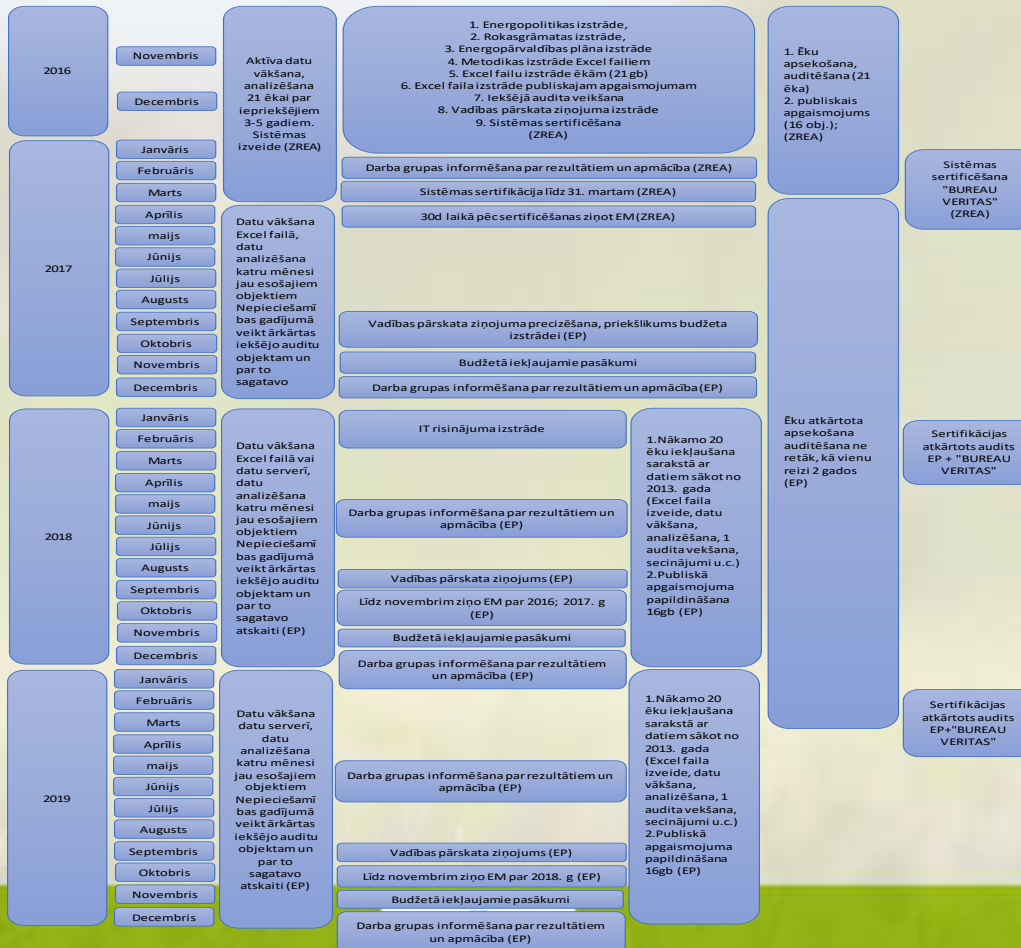 2016
Novembris
Decembris
Aktīva datu
vākšana,
analizēšana
21 ēkai par
iepriekšējiem
3-5 gadiem.
Sistēmas
izveide (ZREA)
1. Energopolitikas izstrāde,
2. Rokasgrāmatas izstrāde,
3. Energopārvaldības plāna izstrāde
4. Metodikas izstrāde Excel failiem
5. Excel failu izstrāde ēkām (21 gb)
6. Excel faila izstrāde publiskajam apgaismojumam
7. Iekšējā audita veikšana
8. Vadības pārskata ziņojuma izstrāde
9. Sistēmas sertificēšana
(ZREA)
1. Ēku
apsekošana,
auditēšana (21
ēka)
2. publiskais
apgaismojums
(16 obj.);
(ZREA)
2017
Janvāris
Februāris
Marts
Aprīlis
maijs
Jūnijs
Jūlijs
Augusts
Septembris
Oktobris
Novembris
Decembris
Darba grupas informēšana par rezultātiem un apmācība (ZREA)
Sistēmas sertifikācija līdz 31. martam (ZREA)
30d laikā pēc sertificēšanas ziņot EM (ZREA)
Sistēmas
sertificēšana
"BUREAU
VERITAS"
(ZREA)
Datu vākšana
Excel failā,
datu
analizēšana
katru mēnesi
jau esošajiem
objektiem
Nepieciešamī
bas gadījumā
veikt ārkārtas
iekšējo auditu
objektam un
par to
sagatavo
Vadības pārskata ziņojuma precizēšana, priekšlikums budžeta
izstrādei (EP)
Budžetā iekļaujamie pasākumi
Darba grupas informēšana par rezultātiem un apmācība (EP)
Ēku atkārtota
apsekošana
auditēšana ne
retāk, kā vienu
reizi 2 gados
(EP)
2018
Janvāris
Februāris
Marts
Aprīlis
maijs
Jūnijs
Jūlijs
Augusts
Septembris
Oktobris
Novembris
Decembris
Datu vākšana
Excel failā vai
datu serverī,
datu
analizēšana
katru mēnesi
jau esošajiem
objektiem
Nepieciešamī
bas gadījumā
veikt ārkārtas
iekšējo auditu
objektam un
par to
sagatavo
atskaiti (EP)
IT risinājuma izstrāde
Darba grupas informēšana par rezultātiem un
apmācība (EP)
Vadības pārskata ziņojums (EP)
Līdz novembrim ziņo EM par 2016; 2017. g
(EP)
Budžetā iekļaujamie pasākumi
Darba grupas informēšana par rezultātiem
un apmācība (EP)
1.Nākamo 20
ēku iekļaušana
sarakstā ar
datiem sākot no
2013. gada
(Excel faila
izveide, datu
vākšana,
analizēšana, 1
audita vekšana,
secinājumi u.c.)
2.Publiskā
apgaismojuma
papildināšana
16gb (EP)
Sertifikācijas
atkārtots audits
EP + "BUREAU
VERITAS"
2019
Janvāris
Februāris
Marts
Aprīlis
maijs
Jūnijs
Jūlijs
Augusts
Septembris
Oktobris
Novembris
Decembris
Datu vākšana
datu serverī,
datu
analizēšana
katru mēnesi
jau esošajiem
objektiem
Nepieciešamī
bas gadījumā
veikt ārkārtas
iekšējo auditu
objektam un
par to
sagatavo
atskaiti (EP)
Darba grupas informēšana par rezultātiem un
apmācība (EP)
Vadības pārskata ziņojums (EP)
Līdz novembrim ziņo EM par 2018. g (EP)
Budžetā iekļaujamie pasākumi
Darba grupas informēšana par rezultātiem
un apmācība (EP)
1.Nākamo 20
ēku iekļaušana
sarakstā ar
datiem sākot no
2013. gada
(Excel faila
izveide, datu
vākšana,
analizēšana, 1
audita vekšana,
secinājumi u.c.)
2.Publiskā
apgaismojuma
papildināšana
16gb (EP)
Sertifikācijas
atkārtots audits
EP+"BUREAU
VERITAS"